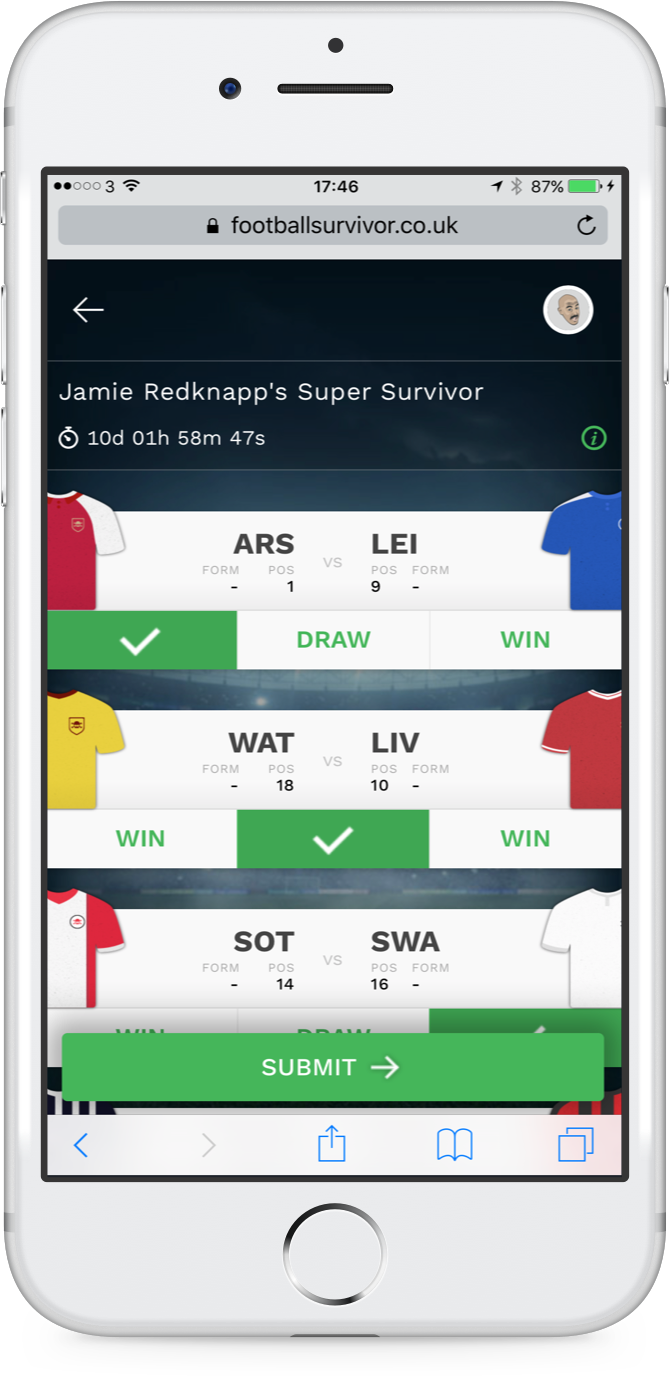 3 17:46 87%
footballsurvivor.co.uk
Jamie Redknapp's Super Survivor
10d 01h 58m 47s
i
ARS VS LEI
FORM POS POS FORM
- 1 9 -
DRAW WIN
WAT VS LIV
FORM POS POS FORM
- 18 10 -
WIN WIN
SOT VS SWA
FORM POS POS FORM
- 14 16 -
WIN DRAW
SUBMIT →